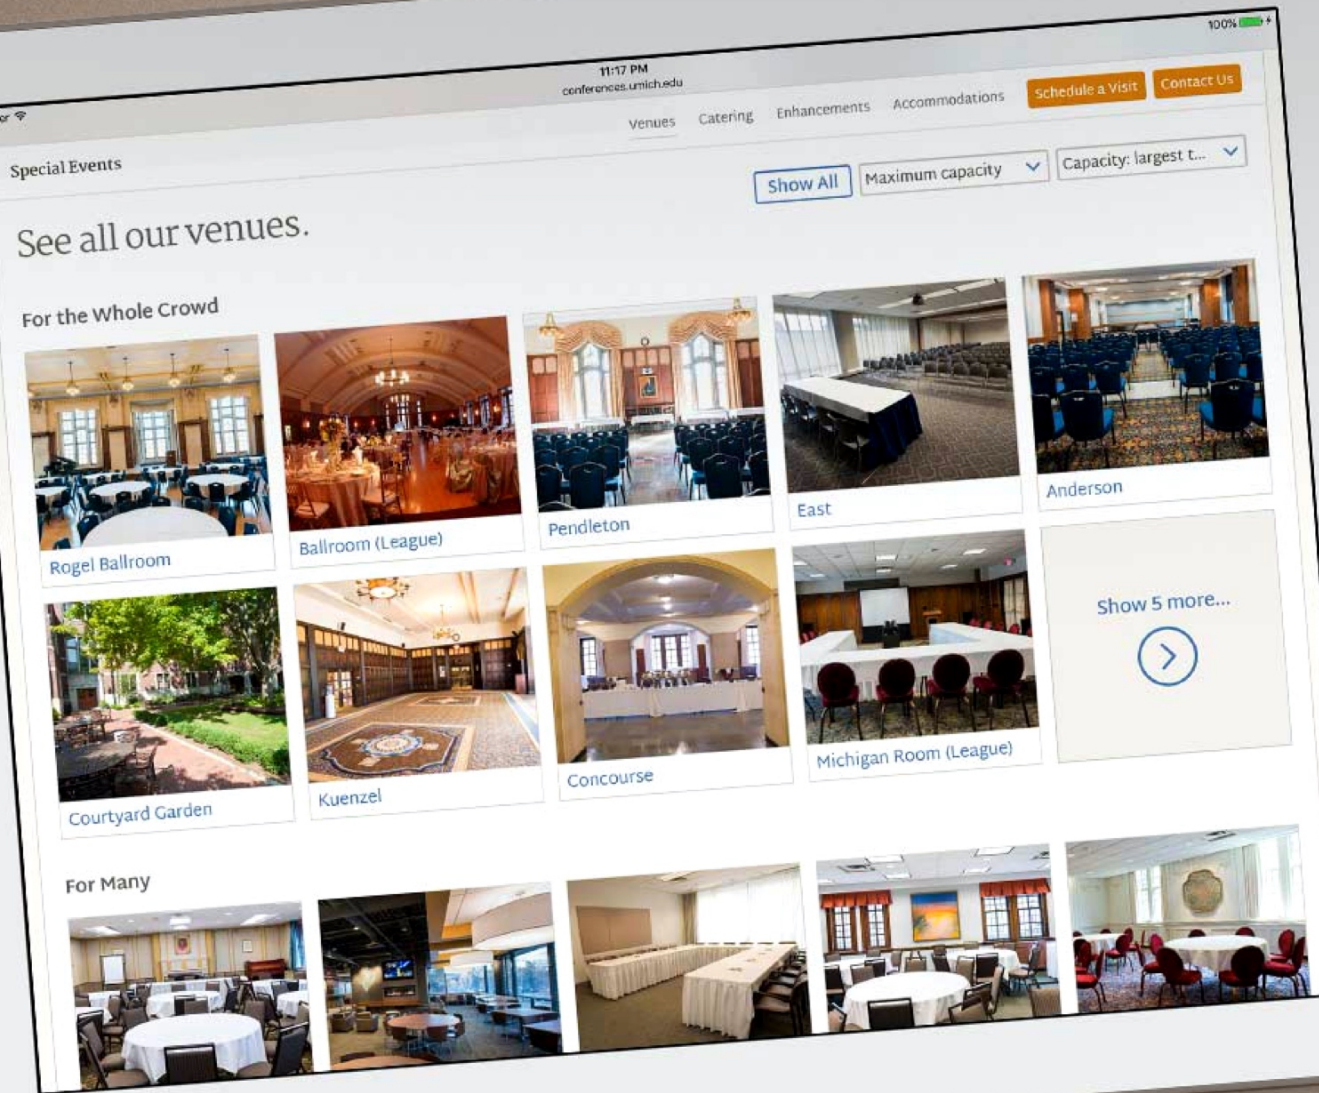 100%
11:17 PM
conferences.umich.edu
Special Events
Venues Catering Enhancements Accommodations Schedule a Visit Contact Us
Show All Maximum capacity Capacity: largest t...
See all our venues.
For the Whole Crowd
Rogel Ballroom
Ballroom (League)
Pendleton
East
Anderson
Courtyard Garden
Kuenzel
Concourse
Michigan Room (League)
Show 5 more...
For Many